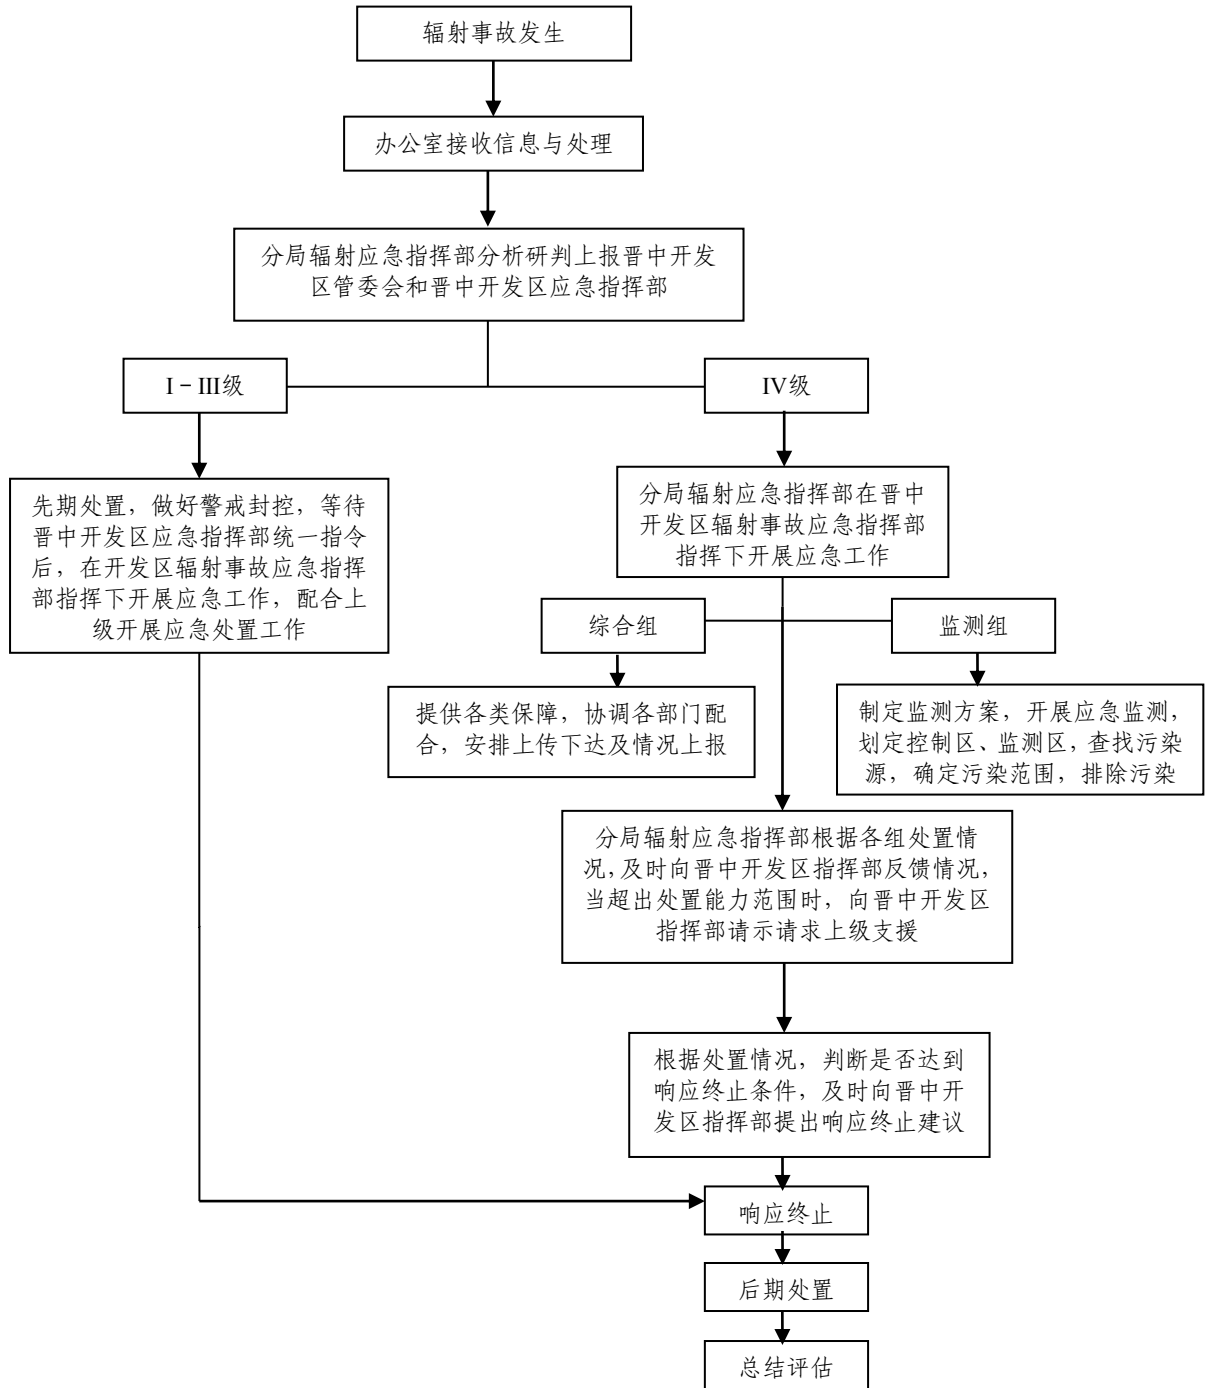 辐射事故发生
办公室接收信息与处理
分局辐射应急指挥部分析研判上报晋中开发
区管委会和晋中开发区应急指挥部
I－III级
IV级
先期处置，做好警戒封控，等待
晋中开发区应急指挥部统一指令
后，在开发区辐射事故应急指挥
部指挥下开展应急工作，配合上
级开展应急处置工作
分局辐射应急指挥部在晋中
开发区辐射事故应急指挥部
指挥下开展应急工作
综合组
监测组
提供各类保障，协调各部门配
合，安排上传下达及情况上报
制定监测方案，开展应急监测，
划定控制区、监测区，查找污染
源，确定污染范围，排除污染
分局辐射应急指挥部根据各组处置情
况，及时向晋中开发区指挥部反馈情况，
当超出处置能力范围时，向晋中开发区
指挥部请示请求上级支援
根据处置情况，判断是否达到
响应终止条件，及时向晋中开
发区指挥部提出响应终止建议
响应终止
后期处置
总结评估